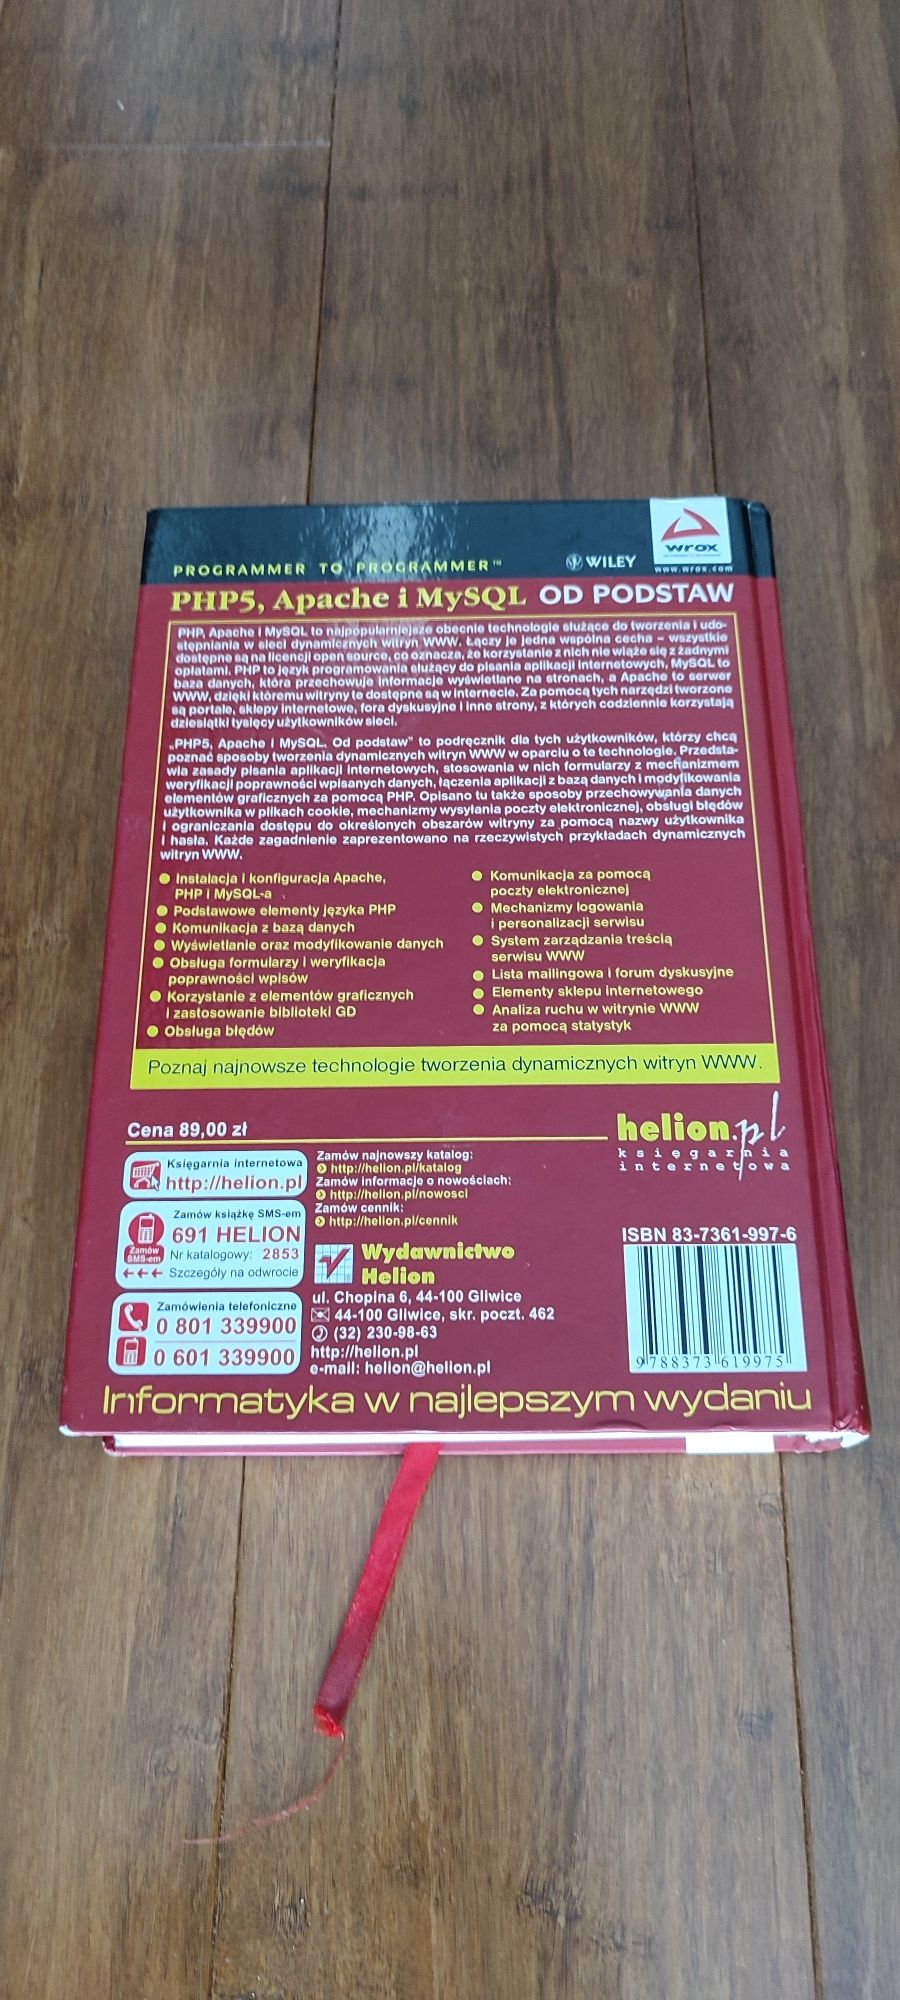 PROGRAMMER TO PROGRAMMER™
WILEY
wrox
www.wrox.com
PHP5, Apache i MySQL OD PODSTAW
PHP, Apache i MySQL to najpopularniejsze obecnie technologie służące do tworzenia i udo-
stępniania w sieci dynamicznych witryn WWW. Łączy je jedna wspólna cecha – wszystkie
dostępne są na licencji open source, co oznacza, że korzystanie z nich nie wiąże się z żadnymi
opłatami. PHP to język programowania służący do pisania aplikacji internetowych, MySQL to
baza danych, która przechowuje informacje wyświetlane na stronach, a Apache to serwer
WWW, dzięki któremu witryny te dostępne są w internecie. Za pomocą tych narzędzi tworzone
są portale, sklepy internetowe, fora dyskusyjne i inne strony, z których codziennie korzystają
dziesiątki tysięcy użytkowników sieci.
„PHP5, Apache i MySQL. Od podstaw" to podręcznik dla tych użytkowników, którzy chcą
poznać sposoby tworzenia dynamicznych witryn WWW w oparciu o te technologie. Przedsta-
wia zasady pisania aplikacji internetowych, stosowania w nich formularzy z mechanizmem
weryfikacji poprawności wpisanych danych, łączenia aplikacji z bazą danych i modyfikowania
elementów graficznych za pomocą PHP. Opisano tu także sposoby przechowywania danych
użytkownika w plikach cookie, mechanizmy wysyłania poczty elektronicznej, obsługi błędów
i ograniczania dostępu do określonych obszarów witryny za pomocą nazwy użytkownika
i hasła. Każde zagadnienie zaprezentowano na rzeczywistych przykładach dynamicznych
witryn WWW.
Instalacja i konfiguracja Apache,
PHP i MySQL-a
Podstawowe elementy języka PHP
Komunikacja z bazą danych
Wyświetlanie oraz modyfikowanie danych
Obsługa formularzy i weryfikacja
poprawności wpisów
Korzystanie z elementów graficznych
i zastosowanie biblioteki GD
Obsługa błędów
Komunikacja za pomocą
poczty elektronicznej
Mechanizmy logowania
i personalizacji serwisu
System zarządzania treścią
serwisu WWW
Lista mailingowa i forum dyskusyjne
Elementy sklepu internetowego
Analiza ruchu w witrynie WWW
za pomocą statystyk
Poznaj najnowsze technologie tworzenia dynamicznych witryn WWW.
Cena 89,00 zł
helion.pl
księgarnia
internetowa
Księgarnia internetowa
http://helion.pl
Zamów książkę SMS-em
691 HELION
Zamów
SMS-em
Nr katalogowy: 2853
Szczegóły na odwrocie
Zamówienia telefoniczne
0 801 339900
0 601 339900
Zamów najnowszy katalog:
http://helion.pl/katalog
Zamów informacje o nowościach:
http://helion.pl/nowosci
Zamów cennik:
http://helion.pl/cennik
Wydawnictwo
Helion
ul. Chopina 6, 44-100 Gliwice
44-100 Gliwice, skr. poczt. 462
(32) 230-98-63
http://helion.pl
e-mail: helion@helion.pl
ISBN 83-7361-997-6
9 788373 619975
Informatyka w najlepszym wydaniu